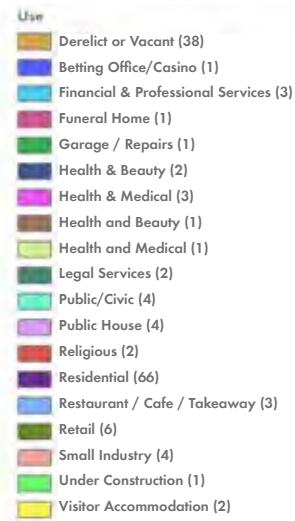 Use
Derelict or Vacant (38)
Betting Office/Casino (1)
Financial & Professional Services (3)
Funeral Home (1)
Garage / Repairs (1)
Health & Beauty (2)
Health & Medical (3)
Health and Beauty (1)
Health and Medical (1)
Legal Services (2)
Public/Civic (4)
Public House (4)
Religious (2)
Residential (66)
Restaurant / Cafe / Takeaway (3)
Retail (6)
Small Industry (4)
Under Construction (1)
Visitor Accommodation (2)